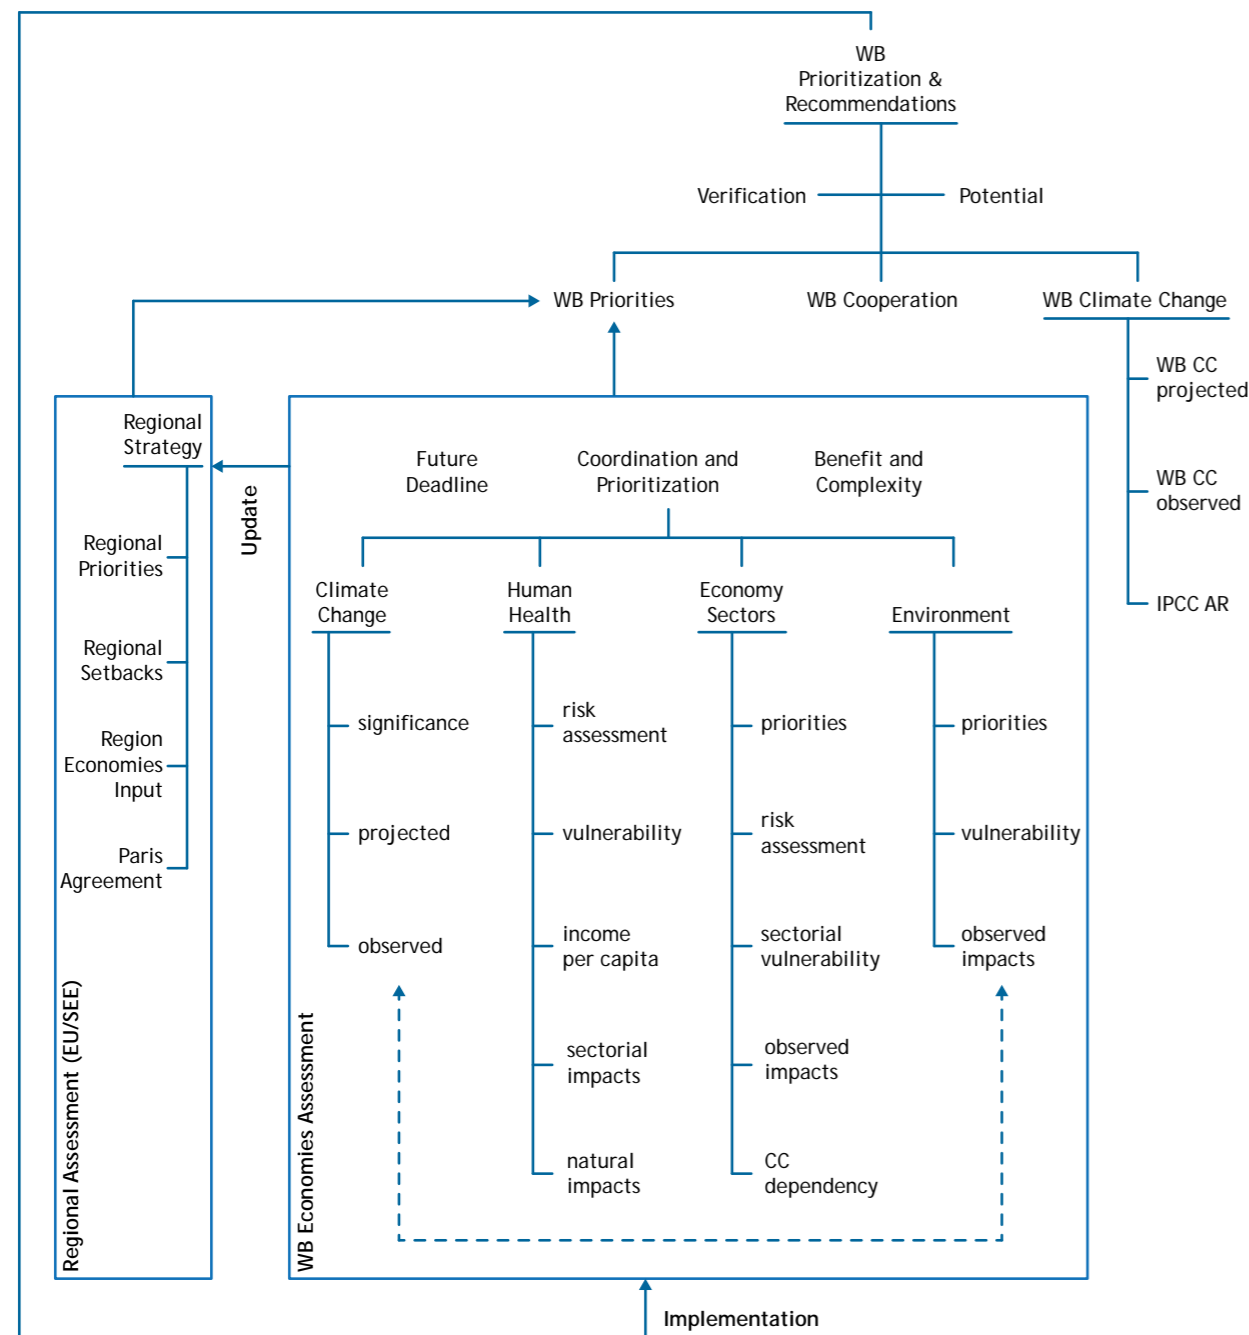 WB
Prioritization &
Recommendations
Verification
Potential
WB Priorities
WB Cooperation
WB Climate Change
WB CC
projected
WB CC
observed
IPCC AR
Regional
Strategy
Regional
Priorities
Regional
Setbacks
Region
Economies
Input
Paris
Agreement
Regional Assessment (EU/SEE)
Update
Future
Deadline
Coordination and
Prioritization
Benefit and
Complexity
Climate
Change
significance
projected
observed
Human
Health
risk
assessment
vulnerability
income
per capita
sectorial
impacts
natural
impacts
Economy
Sectors
priorities
risk
assessment
sectorial
vulnerability
observed
impacts
CC
dependency
Environment
priorities
vulnerability
observed
impacts
WB Economies Assessment
Implementation